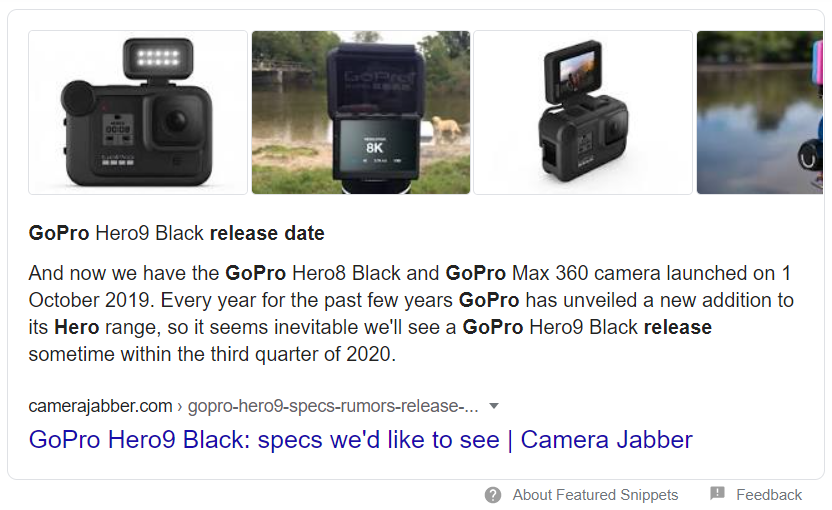 GoPro
8K
GoPro Hero9 Black release date
And now we have the GoPro Hero8 Black and GoPro Max 360 camera launched on 1
October 2019. Every year for the past few years GoPro has unveiled a new addition to
its Hero range, so it seems inevitable we'll see a GoPro Hero9 Black release
sometime within the third quarter of 2020.
camerajabber.com › gopro-hero9-specs-rumors-release-...
GoPro Hero9 Black: specs we'd like to see | Camera Jabber
About Featured Snippets
Feedback